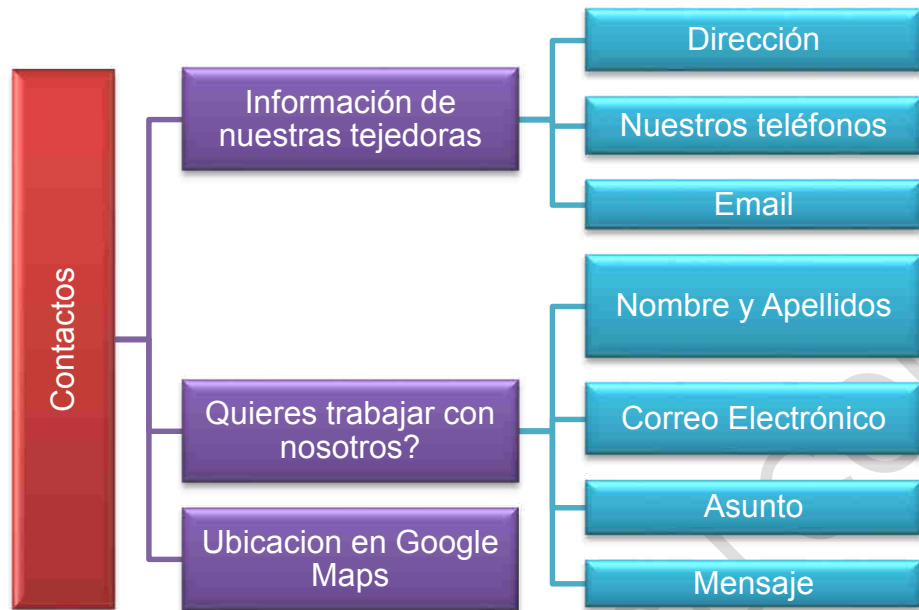 Contactos
Información de
nuestras tejedoras
Dirección
Nuestros teléfonos
Email
Quieres trabajar con
nosotros?
Nombre y Apellidos
Correo Electrónico
Asunto
Mensaje
Ubicacion en Google
Maps